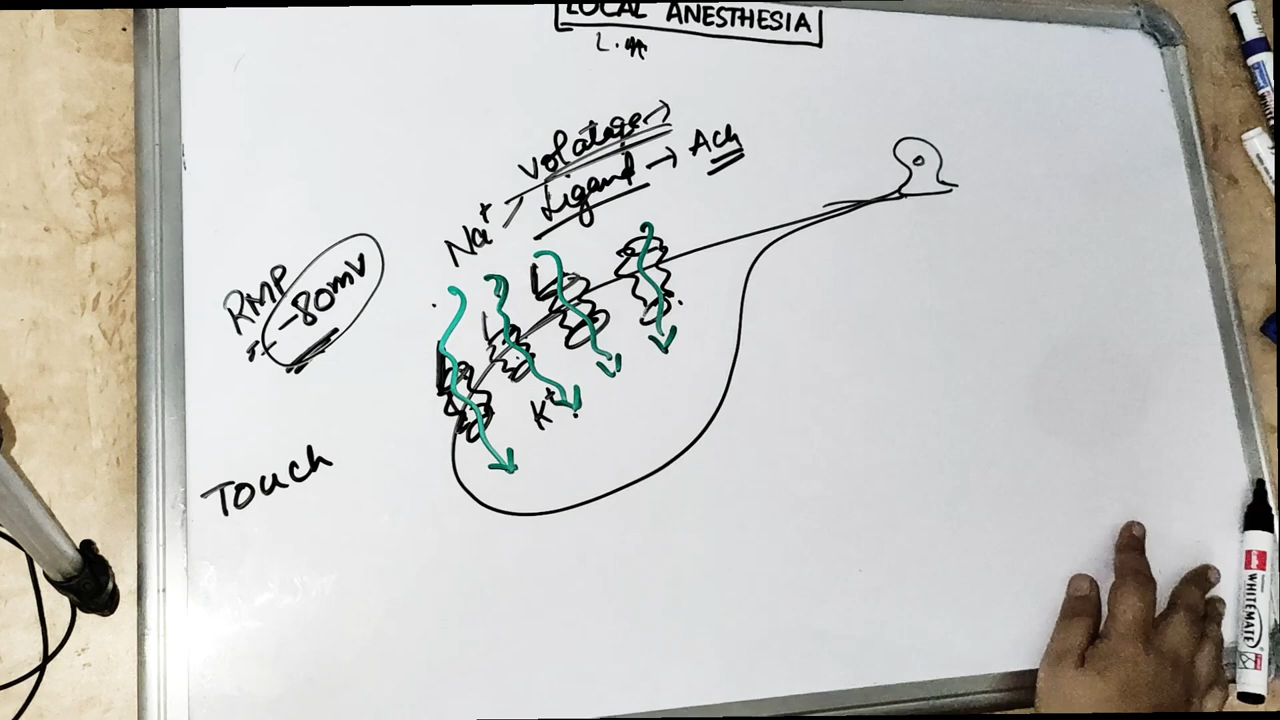 LOCAL ANESTHESIA
L.A
Volatage →
Na+ → Ligand → Ach
RMP
-80mV
K+
Touch
WHITEMATE